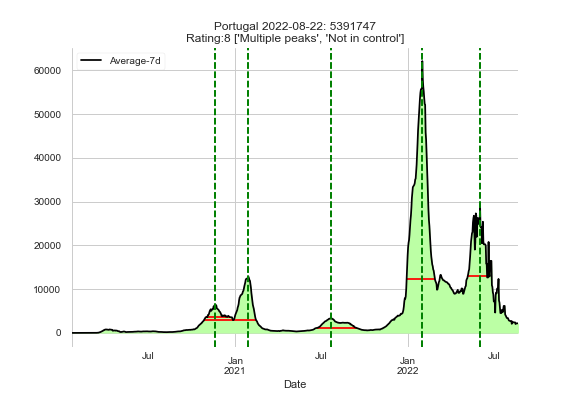 Portugal 2022-08-22: 5391747
Rating:8 ['Multiple peaks', 'Not in control']
Average-7d
60000
50000
40000
30000
20000
10000
0
Jul
Jan
2021
Jul
Jan
2022
Jul
Date